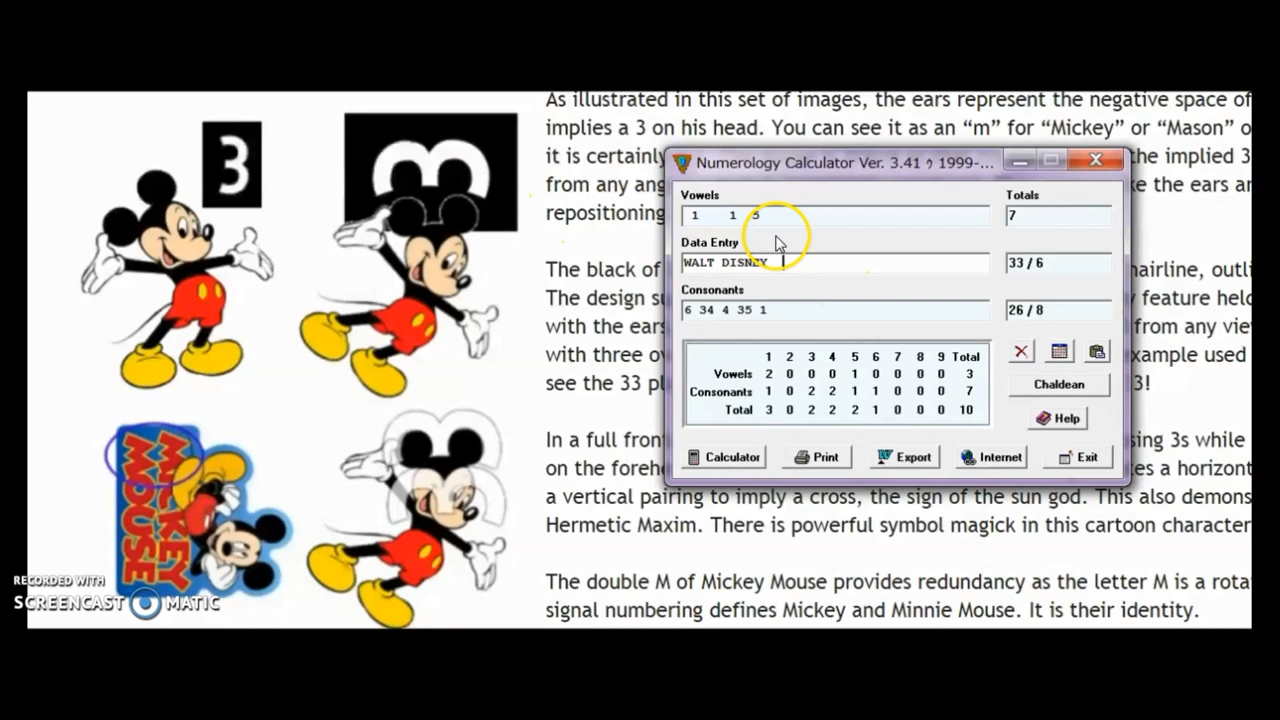 As illustrated in this set of images, the ears represent the negative space of
implies a 3 on his head. You can see it as an “m” for “Mickey” or “Mason” o
it is certainly
the implied 3
from any ang
ke the ears ar
repositioning
The black of
hairline, outli
The design su
y feature held
with the ears
from any vie
with three ov
xample used
see the 33 pl
3!
In a full fron
sing 3s while
on the forehe
es a horizont
a vertical pairing to imply a cross, the sign of the sun god. This also demons
Hermetic Maxim. There is powerful symbol magick in this cartoon character
The double M of Mickey Mouse provides redundancy as the letter M is a rota
signal numbering defines Mickey and Minnie Mouse. It is their identity.
3
MICKEY
MOUSE
Numerology Calculator Ver. 3.41 ｩ 1999-...
Vowels
Totals
1 1 5
7
Data Entry
WALT DISNEY
33 / 6
Consonants
6 34 4 35 1
26 / 8
1 2 3 4 5 6 7 8 9 Total
Vowels 2 0 0 0 1 0 0 0 0 3
Consonants 1 0 2 2 1 1 0 0 0 7
Total 3 0 2 2 2 1 0 0 0 10
Chaldean
Help
Calculator
Print
Export
Internet
Exit
RECORDED WITH
SCREENCAST MATIC